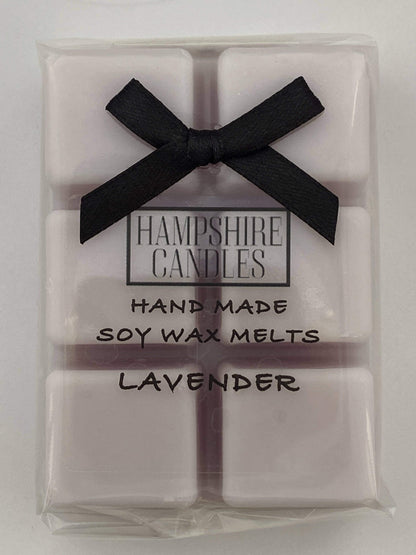 HAMPSHIRE
CANDLES
HAND MADE
SOY WAX MELTS
LAVENDER